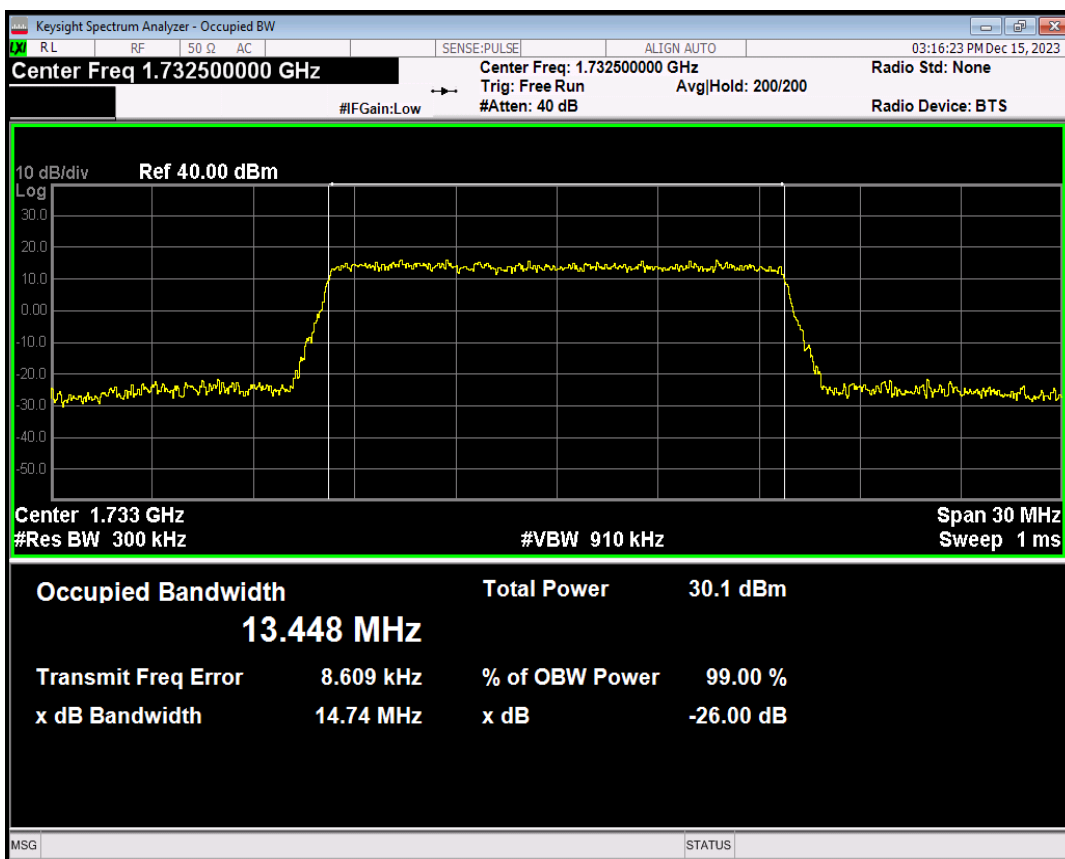 Keysight Spectrum Analyzer - Occupied BW
LXI RL RF 50 Ω AC SENSE:PULSE ALIGN AUTO 03:16:23 PM Dec 15, 2023
Center Freq 1.732500000 GHz Center Freq: 1.732500000 GHz Radio Std: None
Trig: Free Run Avg|Hold: 200/200
#IFGain:Low #Atten: 40 dB Radio Device: BTS
10 dB/div Ref 40.00 dBm
Log
30.0
20.0
10.0
0.00
-10.0
-20.0
-30.0
-40.0
-50.0
Center 1.733 GHz Span 30 MHz
#Res BW 300 kHz #VBW 910 kHz Sweep 1 ms
Occupied Bandwidth Total Power 30.1 dBm
13.448 MHz
Transmit Freq Error 8.609 kHz % of OBW Power 99.00 %
x dB Bandwidth 14.74 MHz x dB -26.00 dB
MSG STATUS